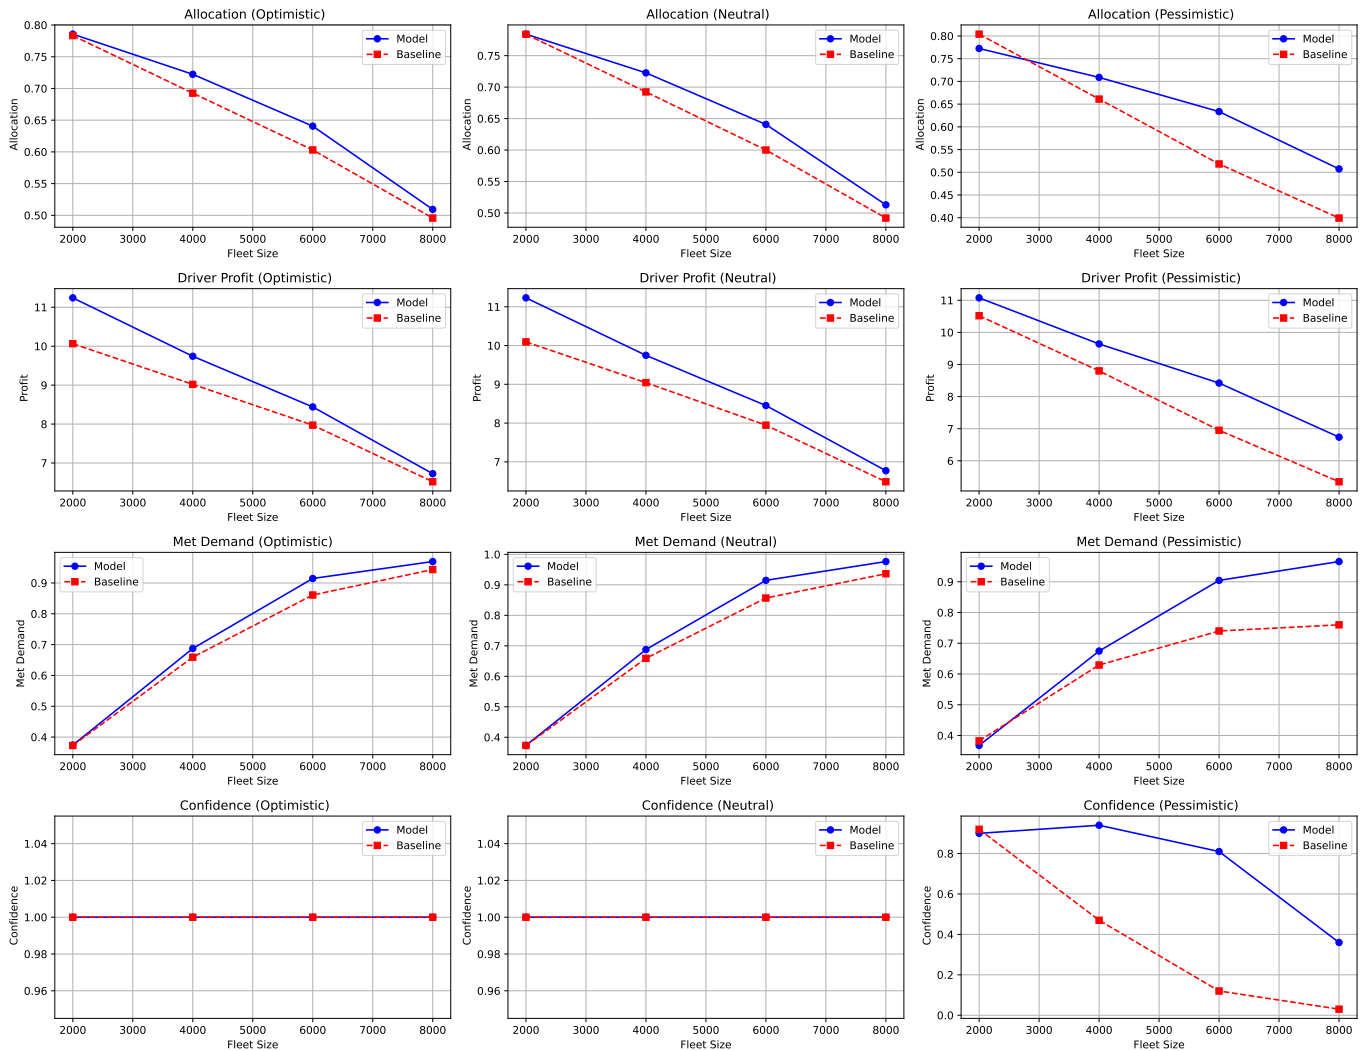 Allocation (Optimistic)
Allocation
0.80
0.75
0.70
0.65
0.60
0.55
0.50
Model
Baseline
2000 3000 4000 5000 6000 7000 8000
Fleet Size
Allocation (Neutral)
Allocation
0.75
0.70
0.65
0.60
0.55
0.50
Model
Baseline
2000 3000 4000 5000 6000 7000 8000
Fleet Size
Allocation (Pessimistic)
Allocation
0.80
0.75
0.70
0.65
0.60
0.55
0.50
0.45
0.40
Model
Baseline
2000 3000 4000 5000 6000 7000 8000
Fleet Size
Driver Profit (Optimistic)
Profit
11
10
9
8
7
Model
Baseline
2000 3000 4000 5000 6000 7000 8000
Fleet Size
Driver Profit (Neutral)
Profit
11
10
9
8
7
Model
Baseline
2000 3000 4000 5000 6000 7000 8000
Fleet Size
Driver Profit (Pessimistic)
Profit
11
10
9
8
7
6
Model
Baseline
2000 3000 4000 5000 6000 7000 8000
Fleet Size
Met Demand (Optimistic)
Met Demand
0.9
0.8
0.7
0.6
0.5
0.4
Model
Baseline
2000 3000 4000 5000 6000 7000 8000
Fleet Size
Met Demand (Neutral)
Met Demand
1.0
0.9
0.8
0.7
0.6
0.5
0.4
Model
Baseline
2000 3000 4000 5000 6000 7000 8000
Fleet Size
Met Demand (Pessimistic)
Met Demand
0.9
0.8
0.7
0.6
0.5
0.4
Model
Baseline
2000 3000 4000 5000 6000 7000 8000
Fleet Size
Confidence (Optimistic)
Confidence
1.04
1.02
1.00
0.98
0.96
Model
Baseline
2000 3000 4000 5000 6000 7000 8000
Fleet Size
Confidence (Neutral)
Confidence
1.04
1.02
1.00
0.98
0.96
Model
Baseline
2000 3000 4000 5000 6000 7000 8000
Fleet Size
Confidence (Pessimistic)
Confidence
0.8
0.6
0.4
0.2
0.0
Model
Baseline
2000 3000 4000 5000 6000 7000 8000
Fleet Size